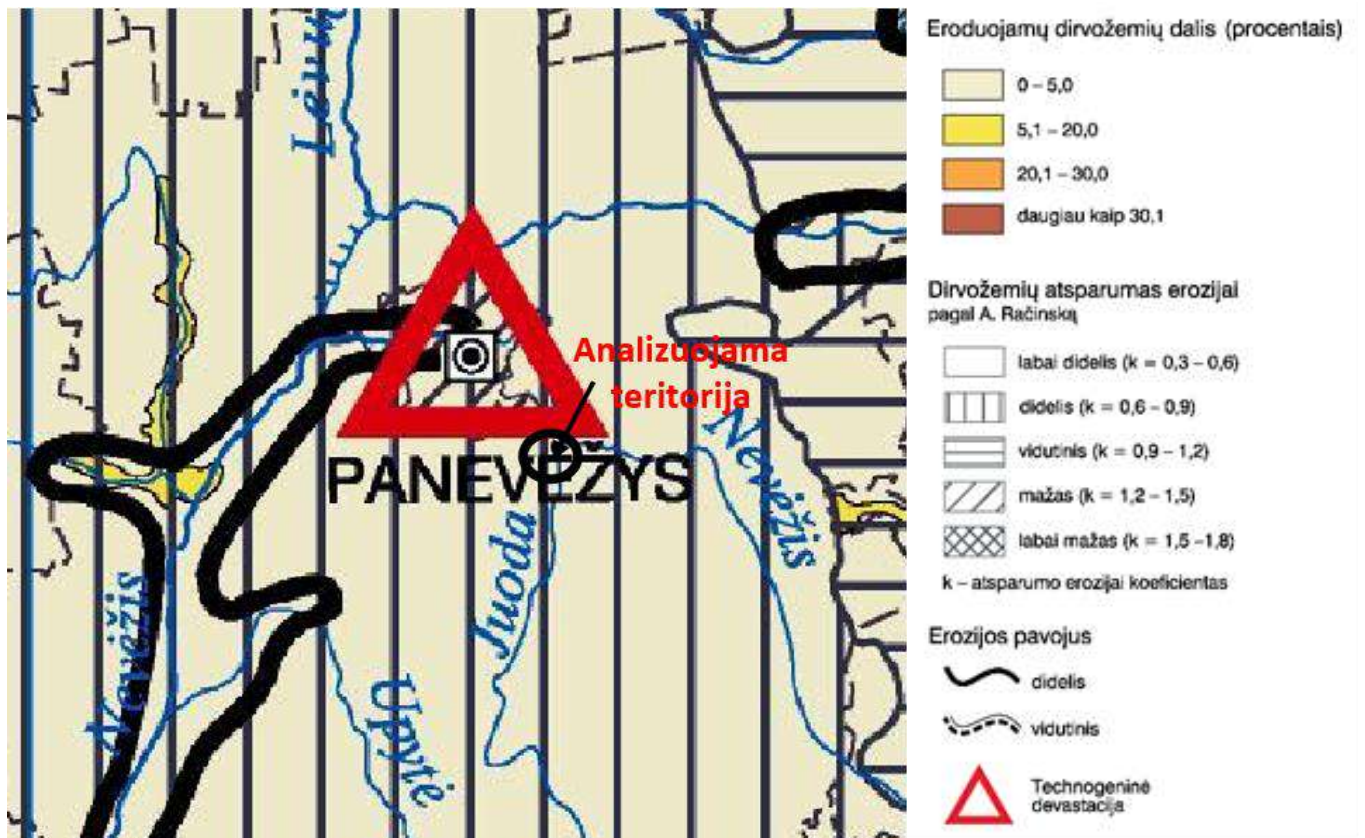 Lėvuo
Analizuojama
teritorija
PANEVĖŽYS
Nevėžis
Juoda
Nevėžis
Upytė
Eroduojamų dirvožemių dalis (procentais)
0 – 5,0
5,1 – 20,0
20,1 – 30,0
daugiau kaip 30,1
Dirvožemių atsparumas erozijai
pagal A. Račinską
labai didelis (k = 0,3 – 0,6)
didelis (k = 0,6 – 0,9)
vidutinis (k = 0,9 – 1,2)
mažas (k = 1,2 – 1,5)
labai mažas (k = 1,5 –1,8)
k – atsparumo erozijai koeficientas
Erozijos pavojus
didelis
vidutinis
Technogeninė
devastacija